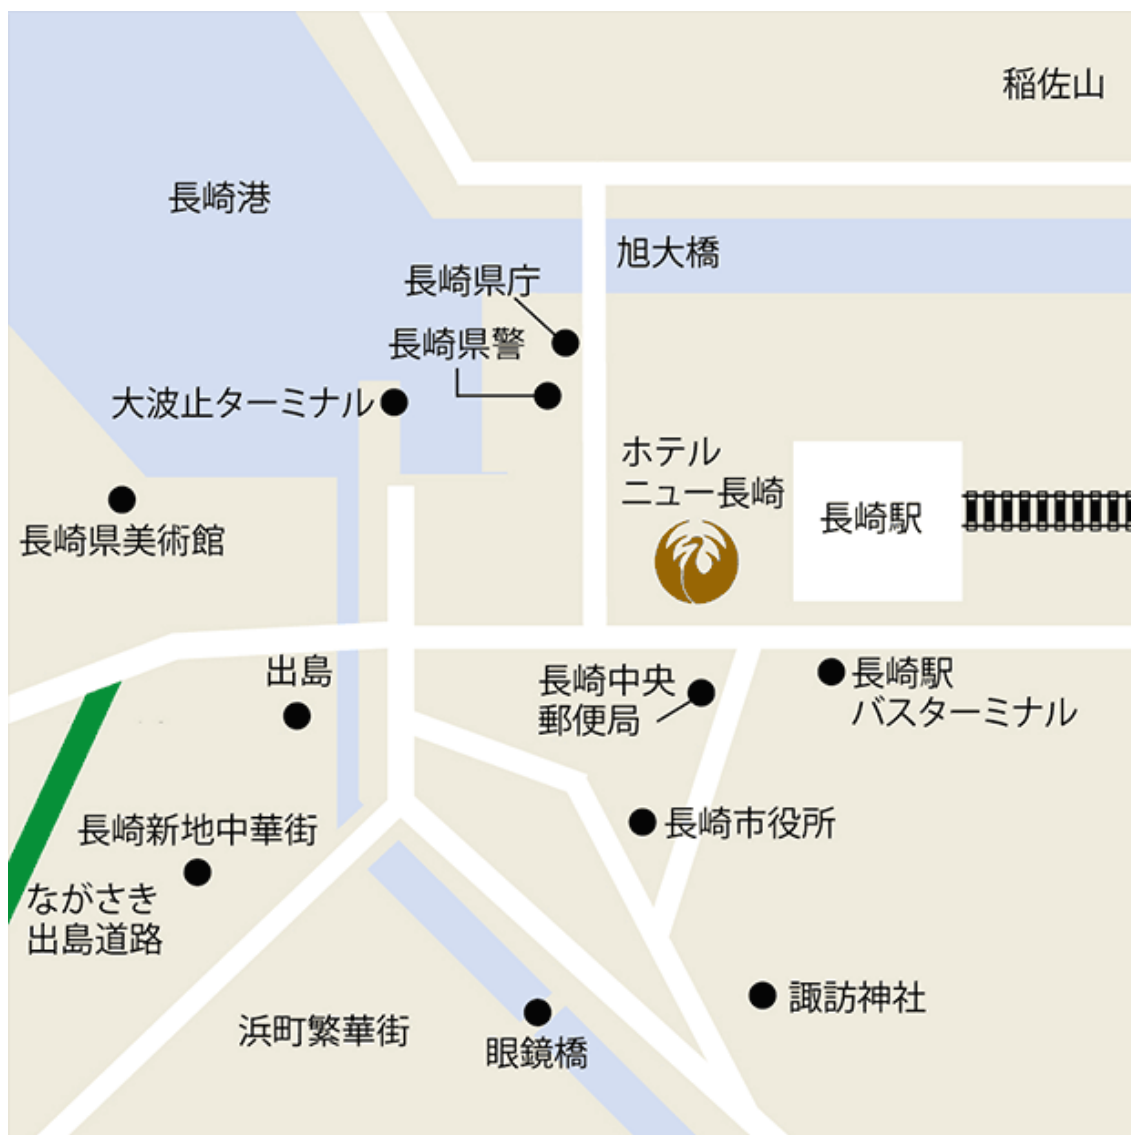 稲佐山
長崎港
旭大橋
長崎県庁
長崎県警
大波止ターミナル
ホテル
ニュー長崎
長崎駅
長崎県美術館
出島
長崎中央
郵便局
長崎駅
バスターミナル
長崎新地中華街
長崎市役所
ながさき
出島道路
諏訪神社
浜町繁華街
眼鏡橋